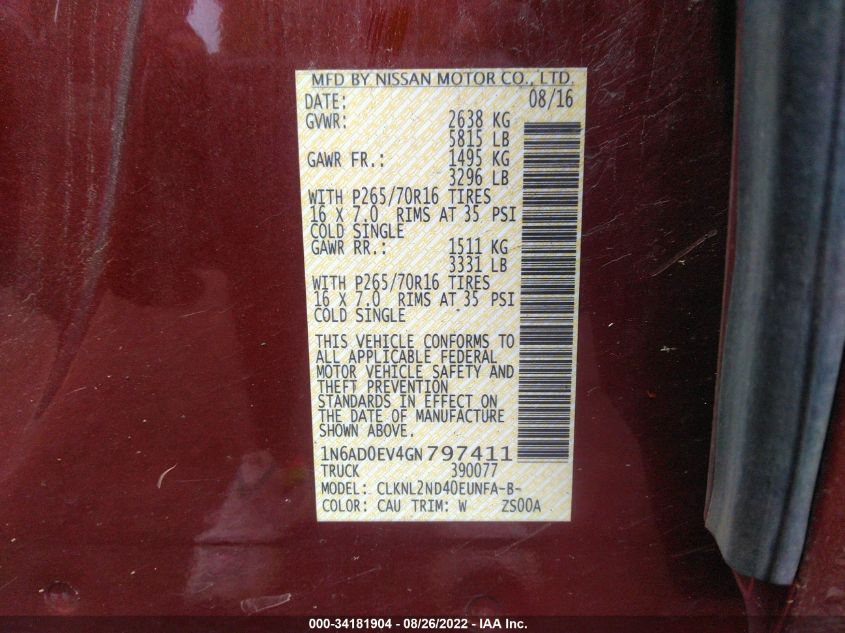 MFD BY NISSAN MOTOR CO., LTD.
DATE: 08/16
GVWR: 2638 KG
5815 LB
GAWR FR.: 1495 KG
3296 LB
WITH P265/70R16 TIRES
16 X 7.0 RIMS AT 35 PSI
COLD SINGLE
GAWR RR.: 1511 KG
3331 LB
WITH P265/70R16 TIRES
16 X 7.0 RIMS AT 35 PSI
COLD SINGLE
THIS VEHICLE CONFORMS TO
ALL APPLICABLE FEDERAL
MOTOR VEHICLE SAFETY AND
THEFT PREVENTION
STANDARDS IN EFFECT ON
THE DATE OF MANUFACTURE
SHOWN ABOVE.
1N6AD0EV4GN797411
TRUCK 390077
MODEL: CLKNL2ND40EUNFA-B-
COLOR: CAU TRIM: W ZS00A
000-34181904 - 08/26/2022 - IAA Inc.